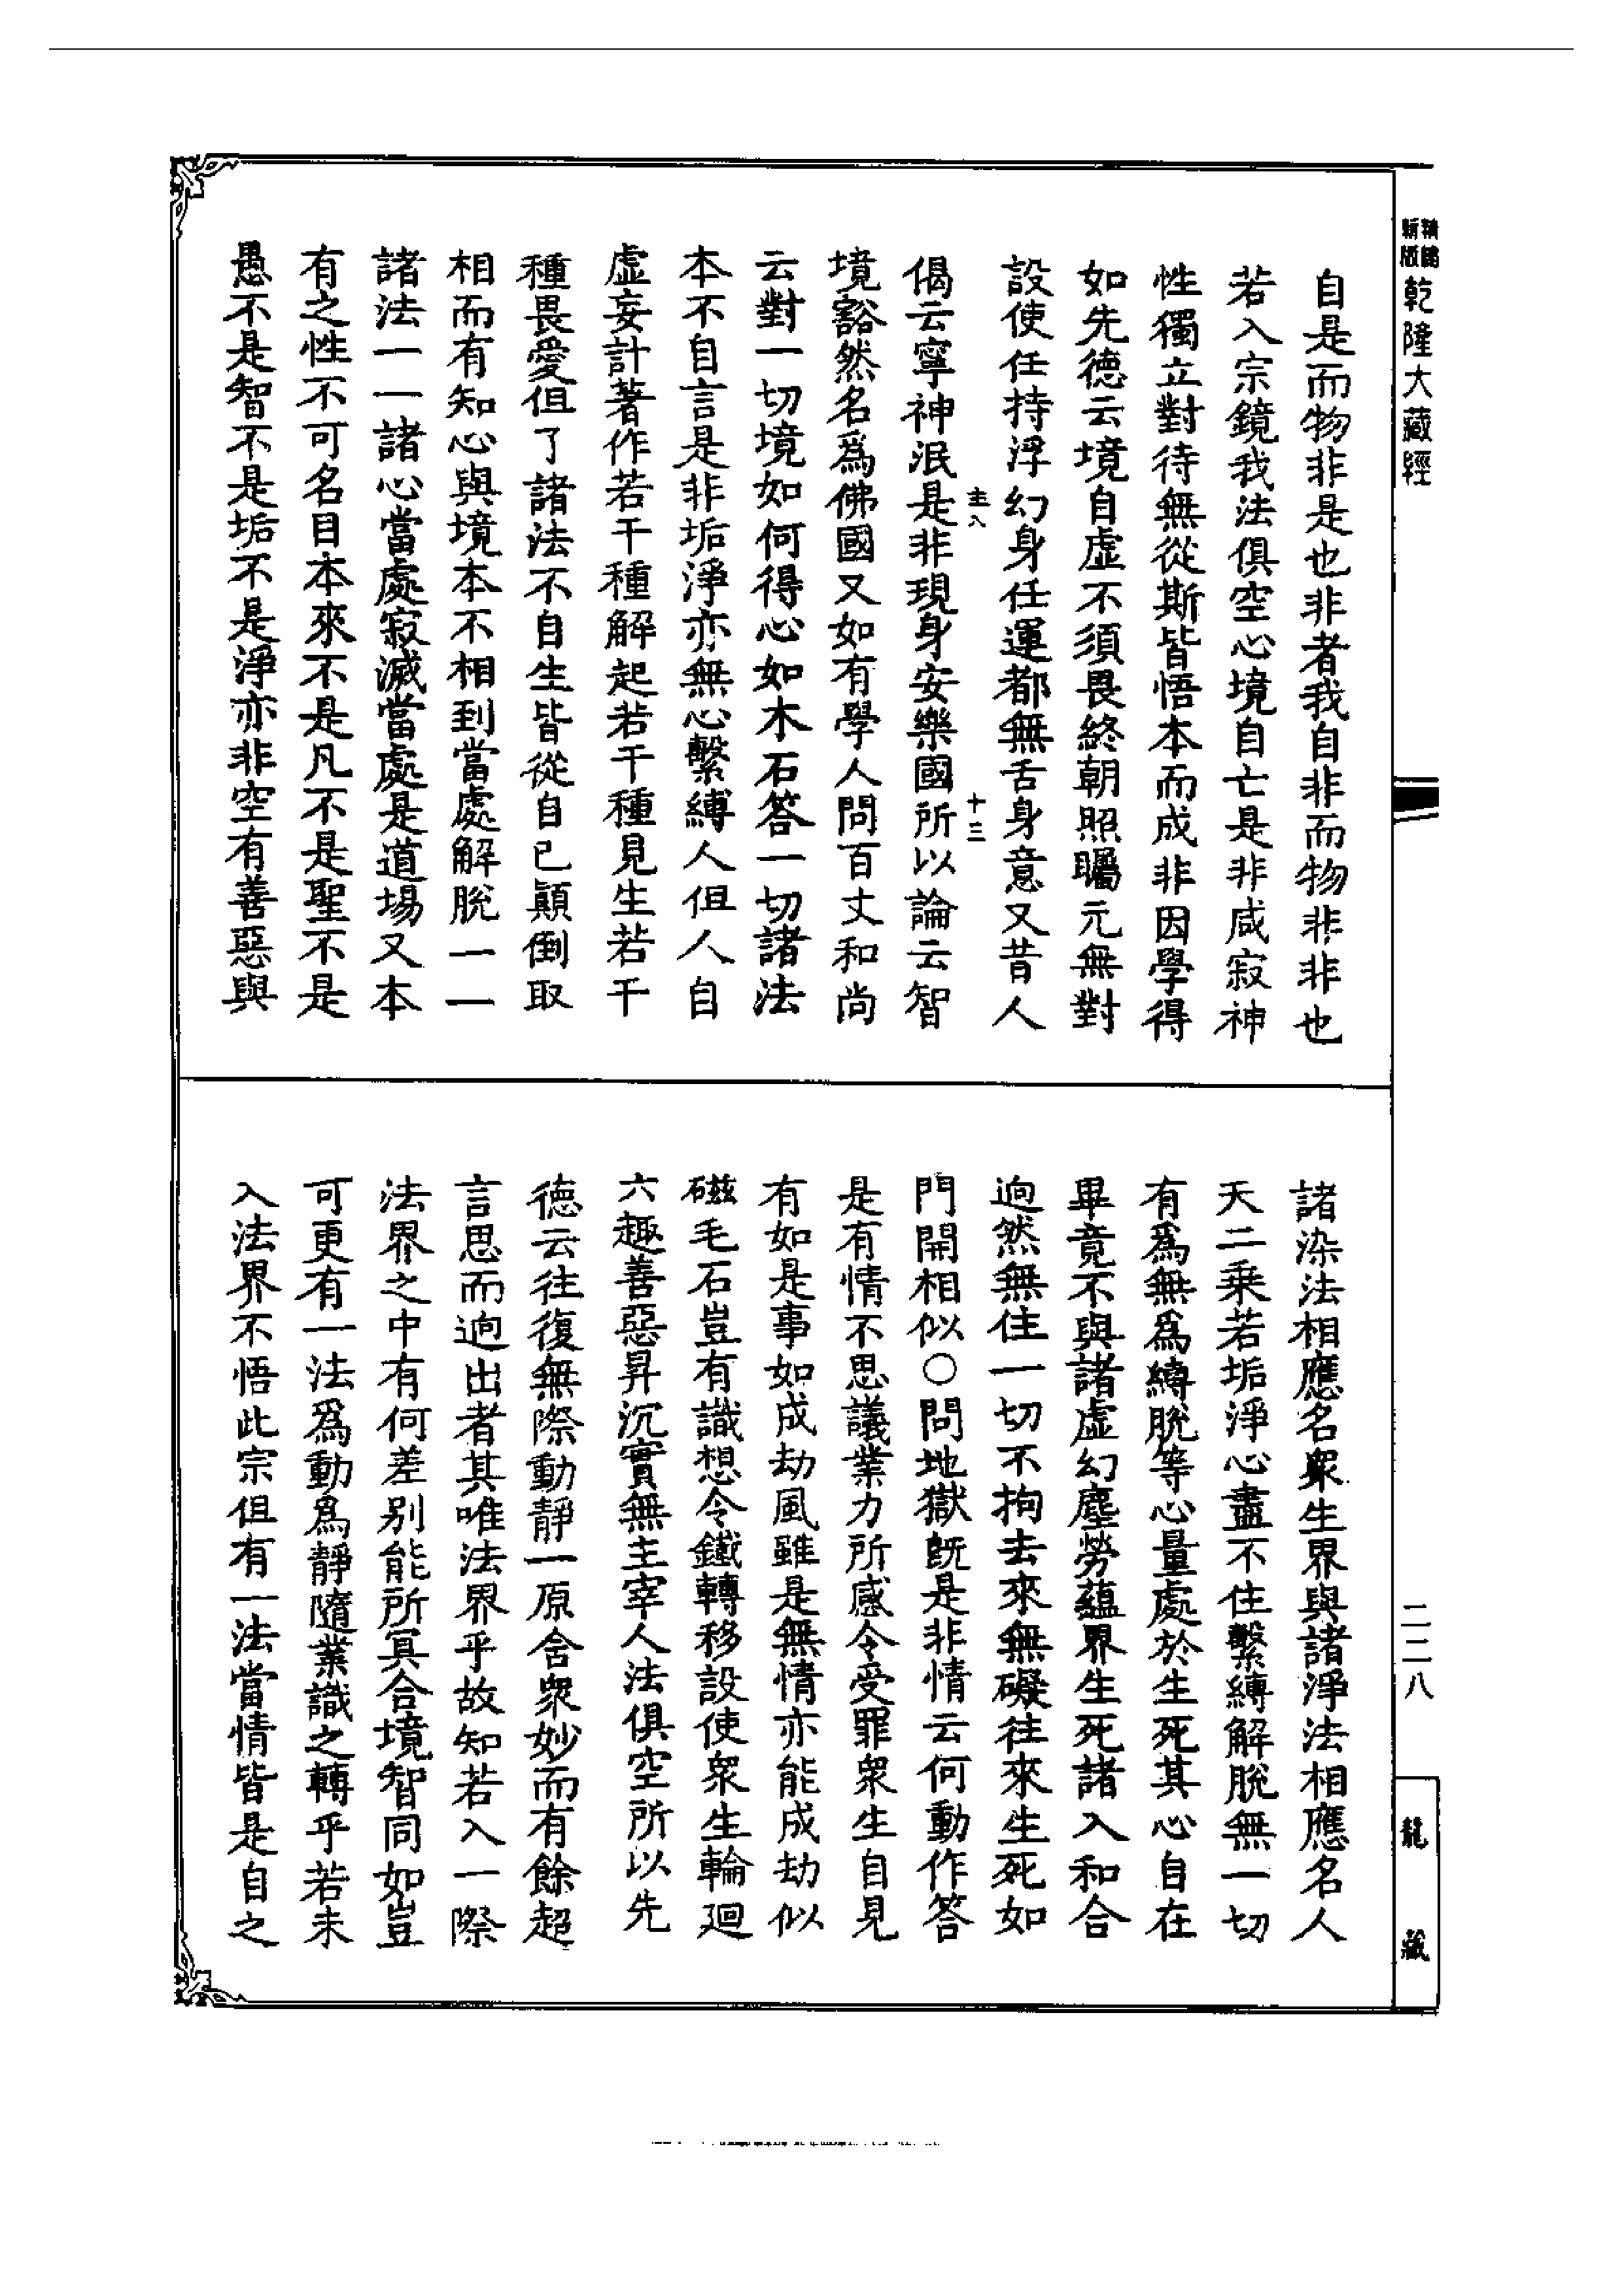 乾隆大藏經
自是而物非是也非者我自非而物非非也
若入宗鏡我法俱空心境自亡是非咸寂神
性獨立對待無從斯皆悟本而成非因學得
如先德云境自虛不須畏終朝照矚元無對
設使任持浮幻身任運都無舌身意又昔人
主八
十三
偈云寧神泯是非現身安樂國所以論云智
境豁然名爲佛國又如有學人問百丈和尚
云對一切境如何得心如木石答一切諸法
本不自言是非垢淨亦無心繫縛人但人自
虛妄計著作若干種解起若干種見生若干
種畏愛但了諸法不自生皆從自己顛倒取
相而有知心與境本不相到當處解脫一一
諸法一一諸心當處寂滅當處是道場又本
有之性不可名目本來不是凡不是聖不是
愚不是智不是垢不是淨亦非空有善惡與
諸染法相應名衆生界與諸淨法相應名人
天二乘若垢淨心盡不住繫縛解脫無一切
有爲無爲縛脫等心量處於生死其心自在
畢竟不與諸虛幻塵勞蘊界生死諸入和合
逈然無住一切不拘去來無礙往來生死如
門開相似○問地獄旣是非情云何動作答
是有情不思議業力所感令受罪衆生自見
有如是事如成劫風雖是無情亦能成劫似
磁毛石豈有識想令鐵轉移設使衆生輪迴
六趣善惡昇沉實無主宰人法俱空所以先
德云往復無際動靜一原含衆妙而有餘超
言思而逈出者其唯法界乎故知若入一際
法界之中有何差别能所冥合境智同如豈
可更有一法爲動爲靜隨業識之轉乎若未
入法界不悟此宗但有一法當情皆是自之
二二八
龍藏